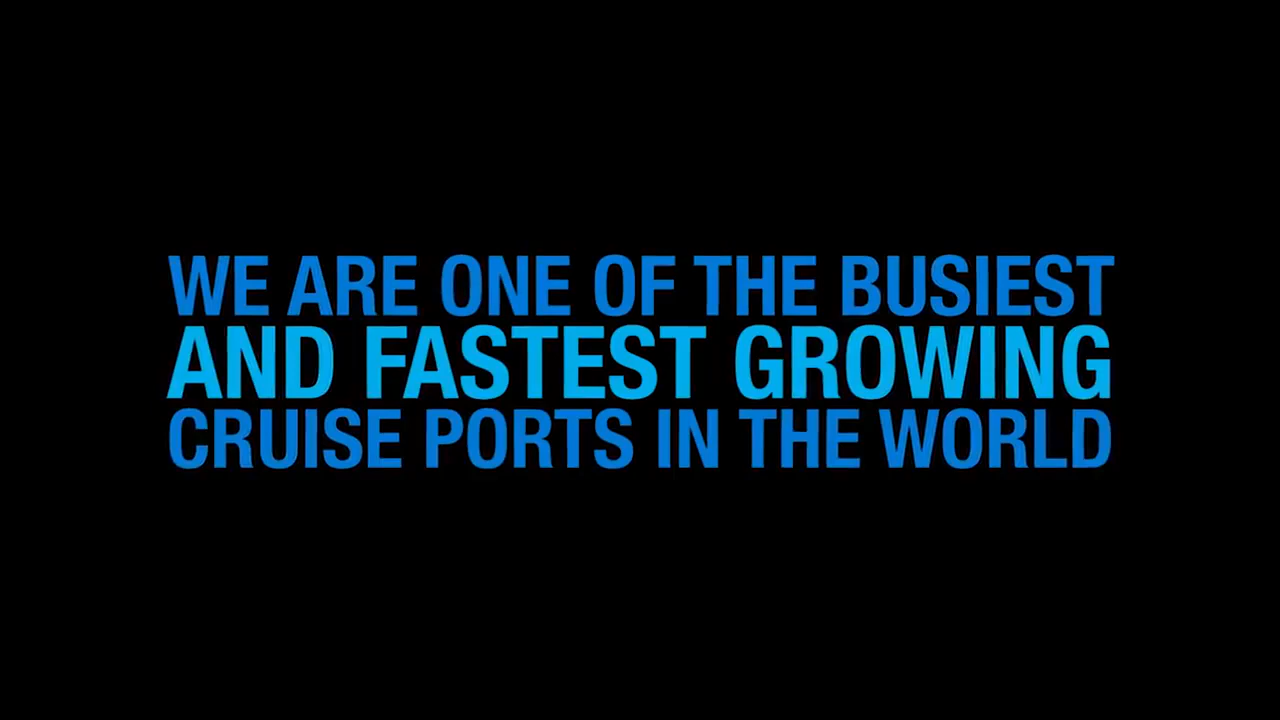 WE ARE ONE OF THE BUSIEST
AND FASTEST GROWING
CRUISE PORTS IN THE WORLD